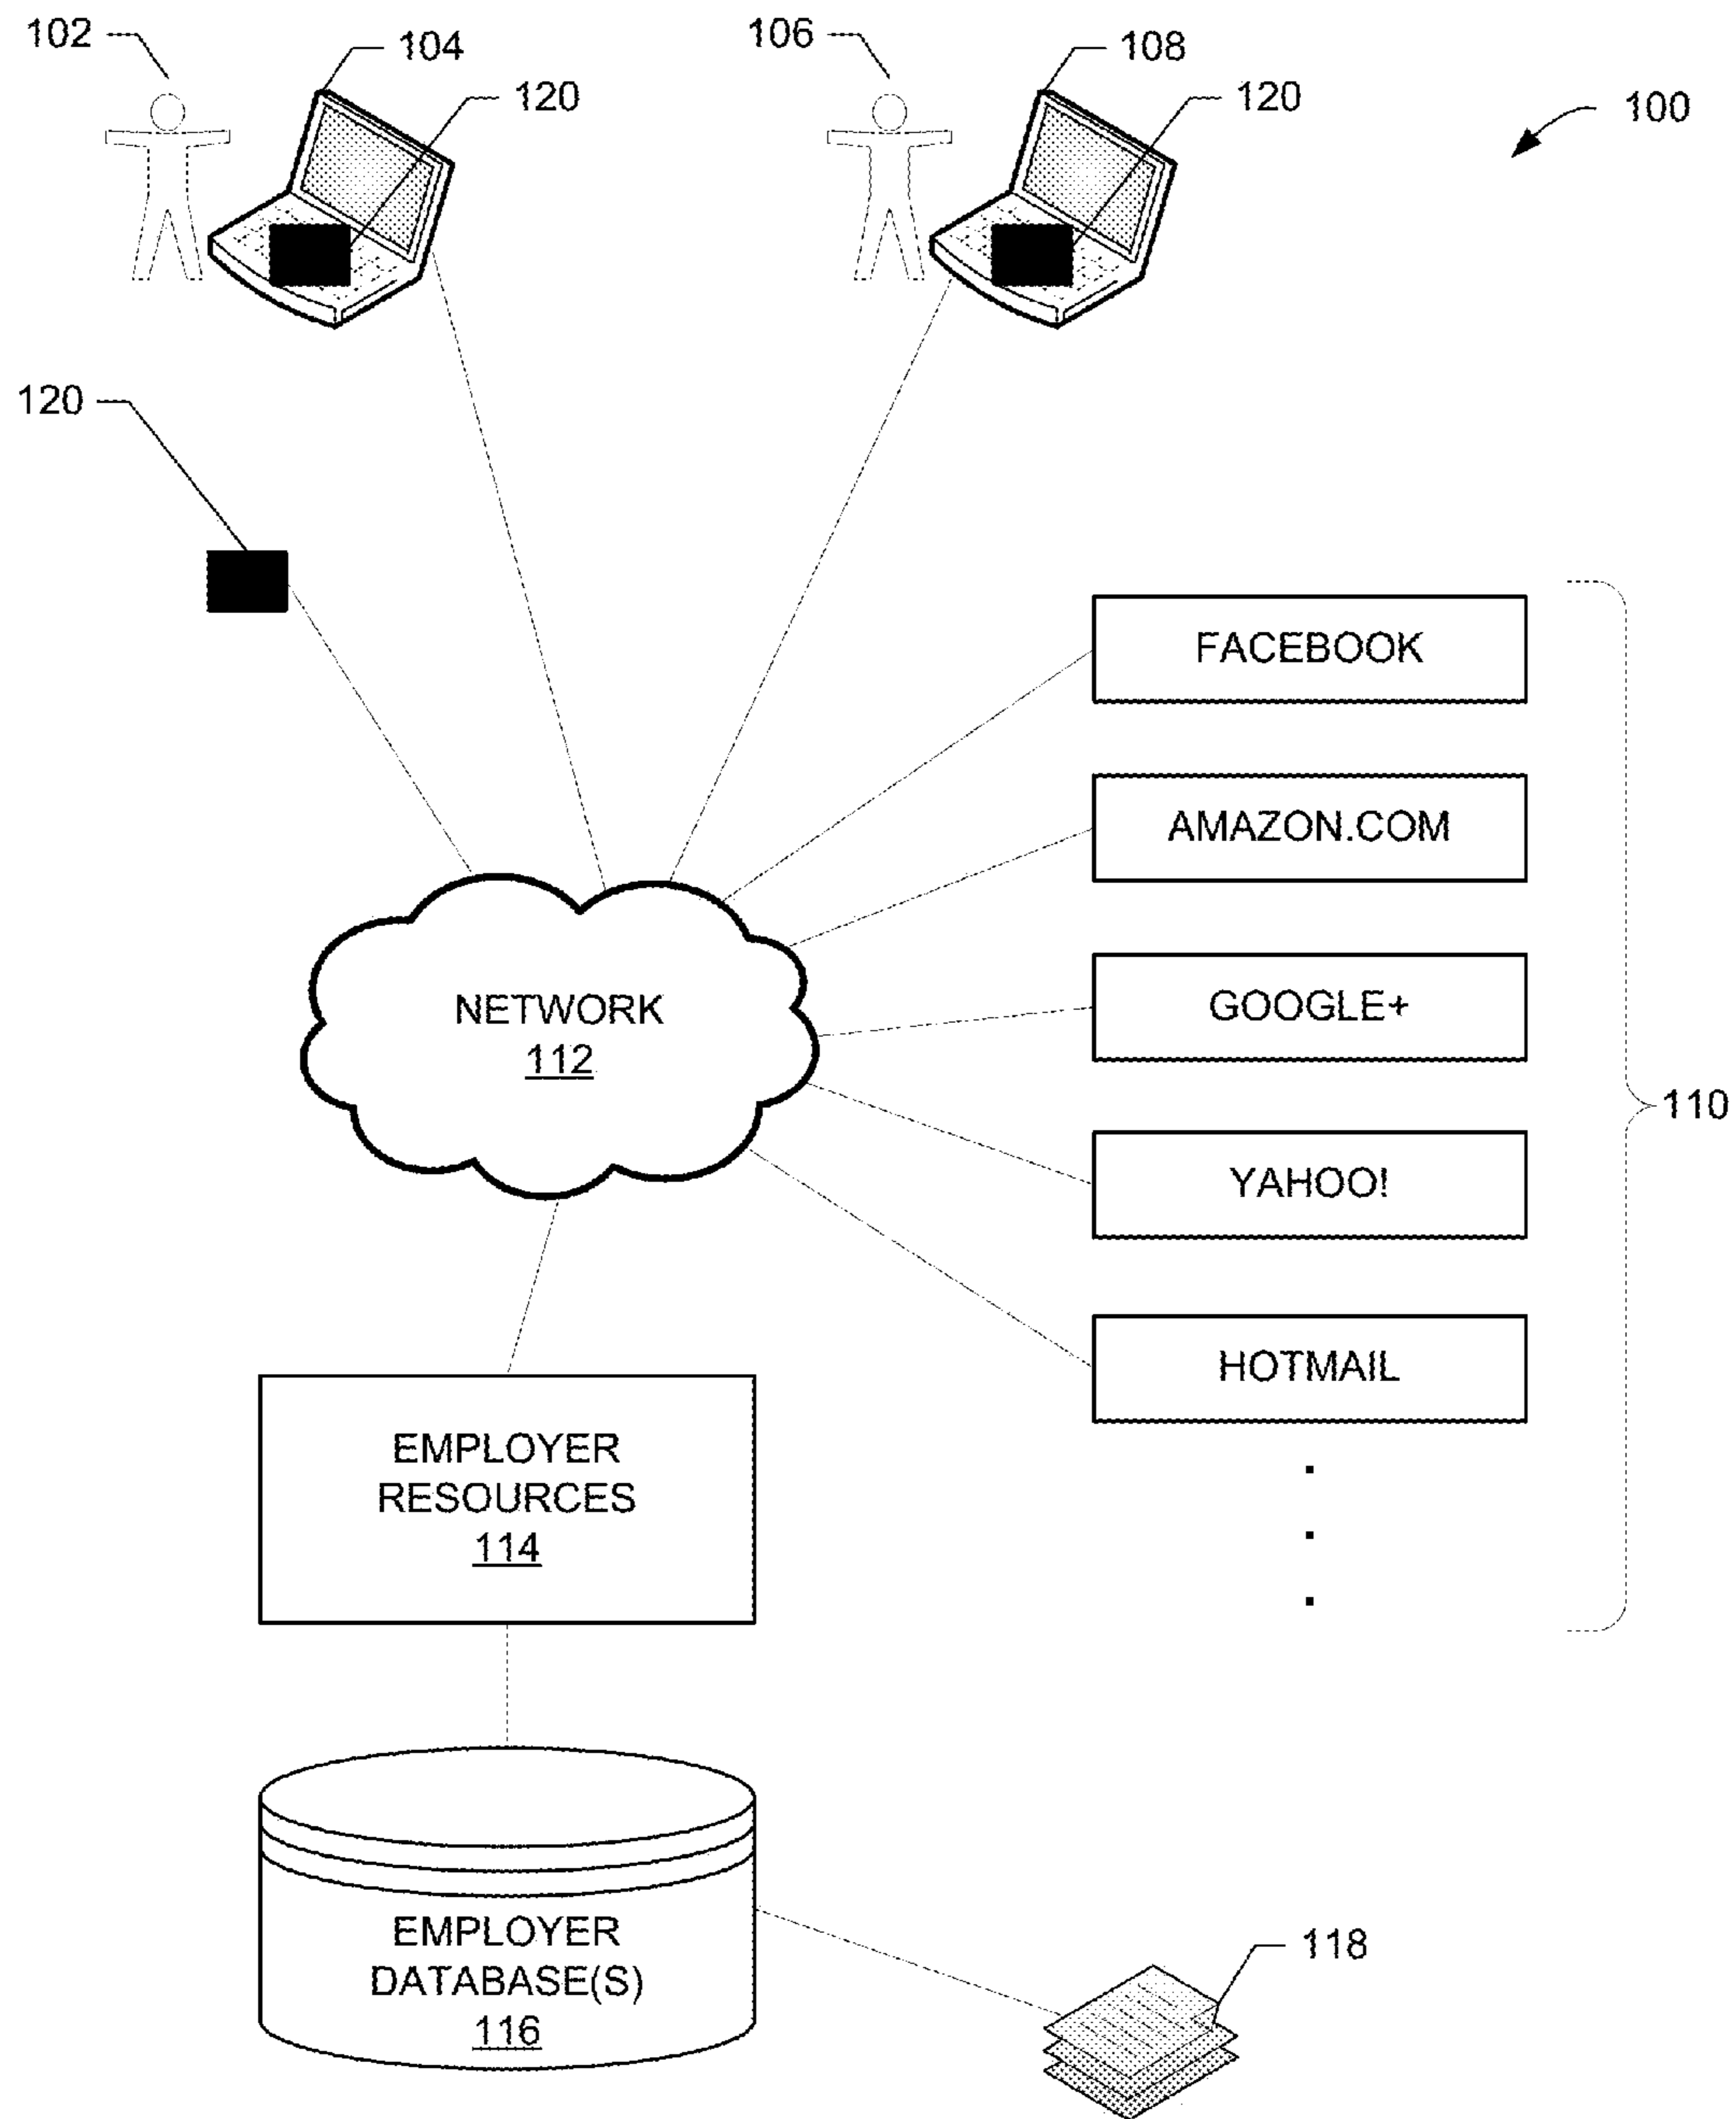 102
104
120
106
108
120
100
120
FACEBOOK
AMAZON.COM
GOOGLE+
YAHOO!
HOTMAIL
110
NETWORK
112
EMPLOYER
RESOURCES
114
EMPLOYER
DATABASE(S)
116
118